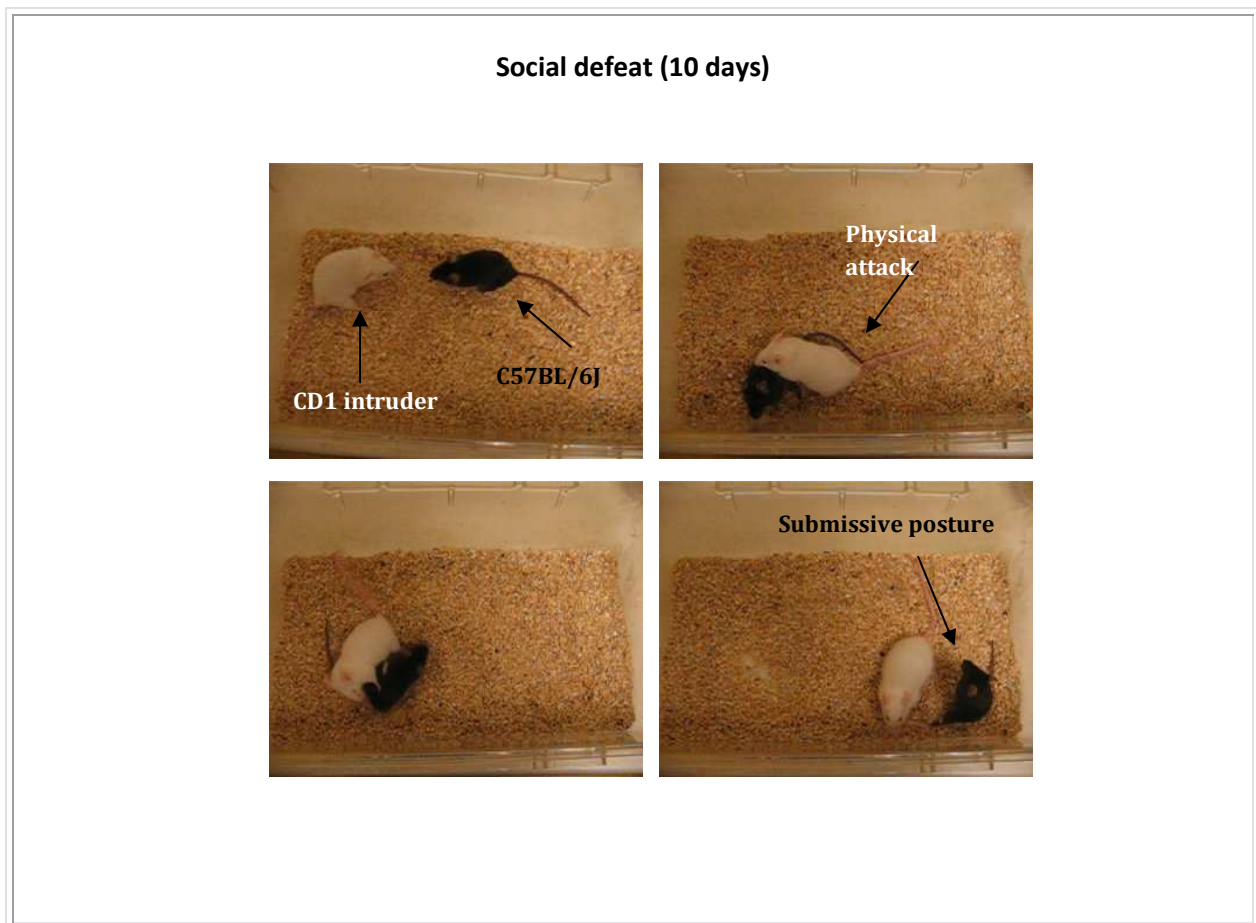 Social defeat (10 days)
Physical
attack
C57BL/6J
CD1 intruder
Submissive posture